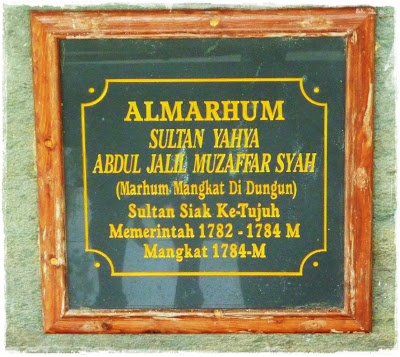 ALMARHUM
SULTAN YAHYA
ABDUL JALIL MUZAFFAR SYAH
(Marhum Mangkat Di Dungun)
Sultan Siak Ke-Tujuh
Memerintah 1782 - 1784 M
Mangkat 1784-M